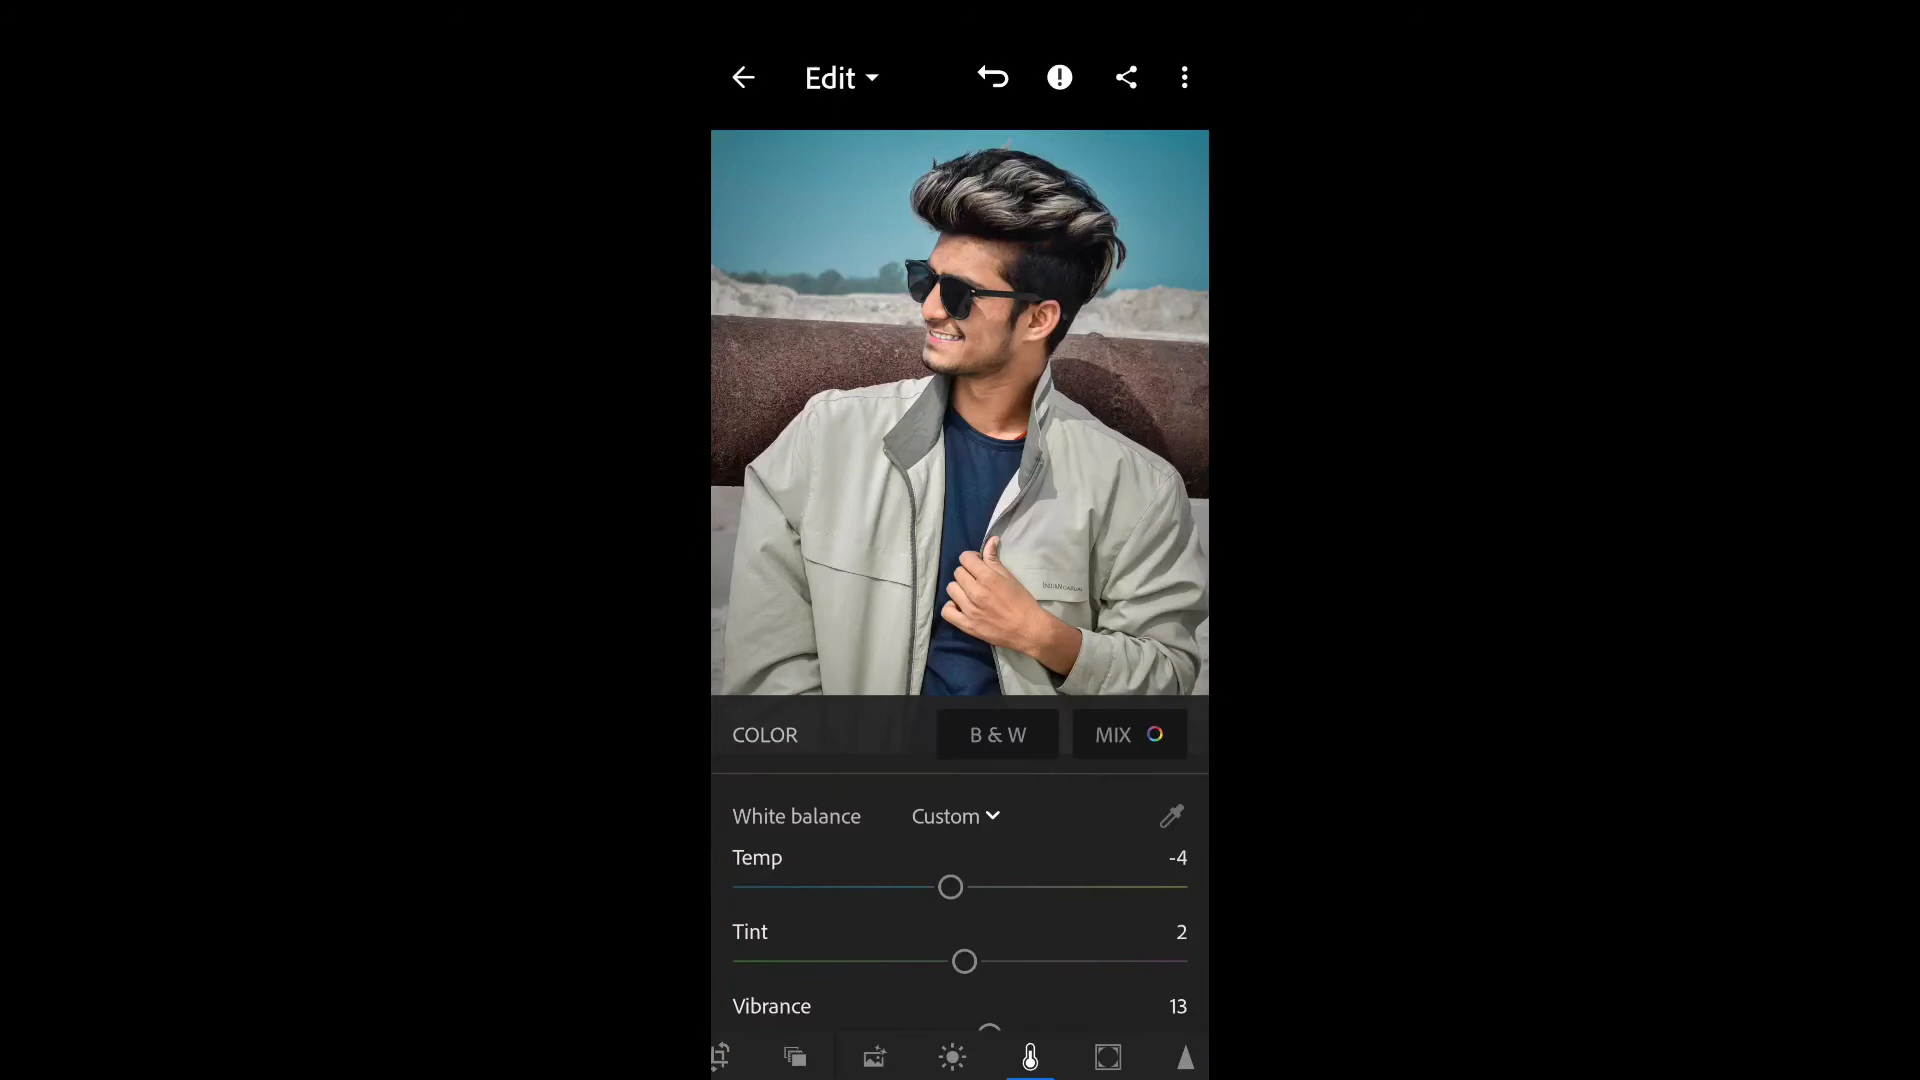 Edit
COLOR
B & W
MIX
White balance
Custom
Temp
-4
Tint
2
Vibrance
13